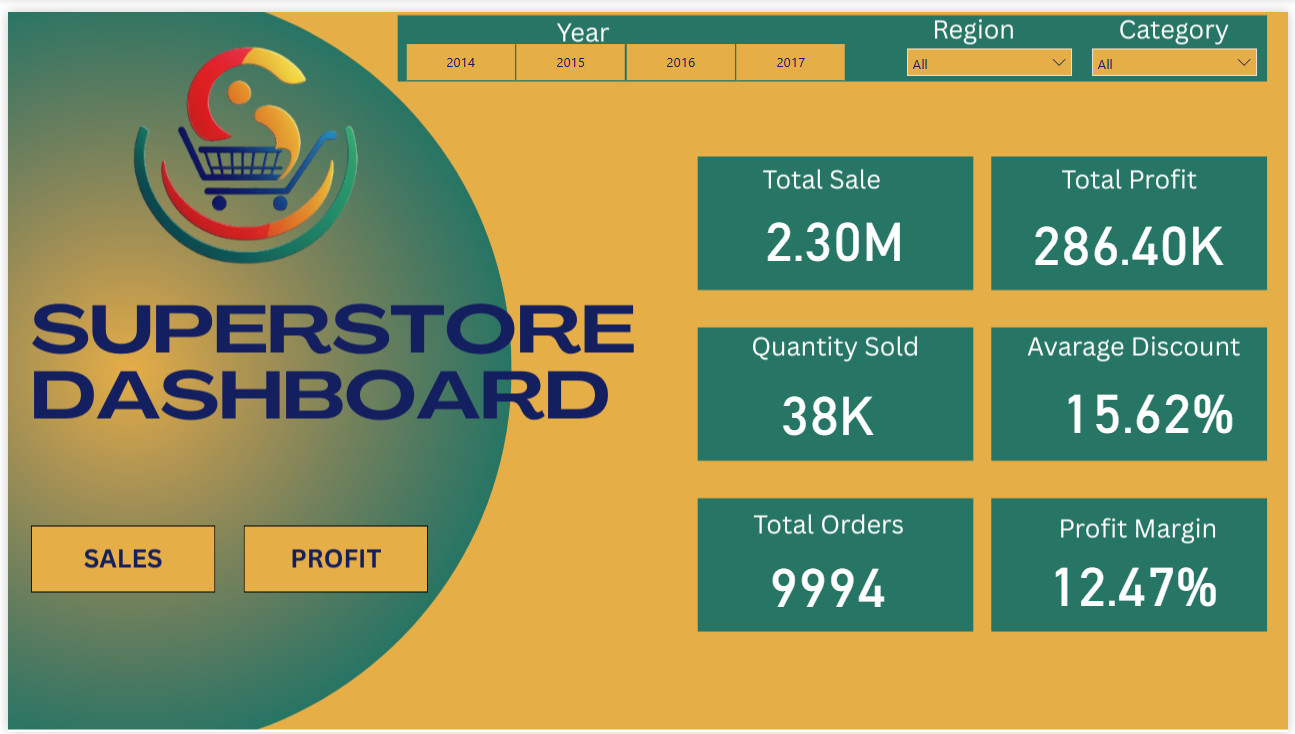 Year
Region
Category
2014
2015
2016
2017
All
All
SUPERSTORE
DASHBOARD
SALES
PROFIT
Total Sale
2.30M
Total Profit
286.40K
Quantity Sold
38K
Avarage Discount
15.62%
Total Orders
9994
Profit Margin
12.47%